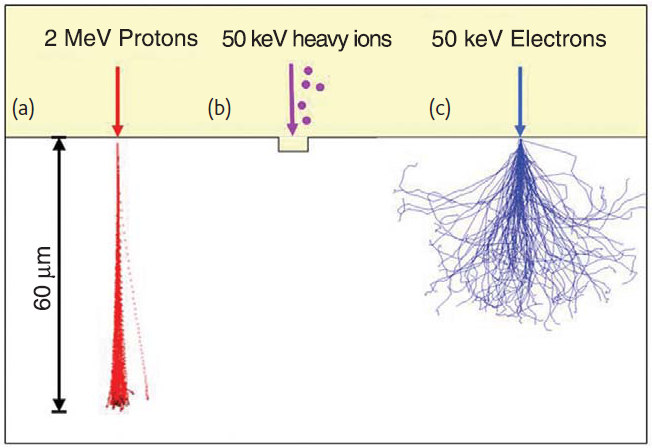 2 MeV Protons
50 keV heavy ions
50 keV Electrons
(a)
(b)
(c)
60 μm